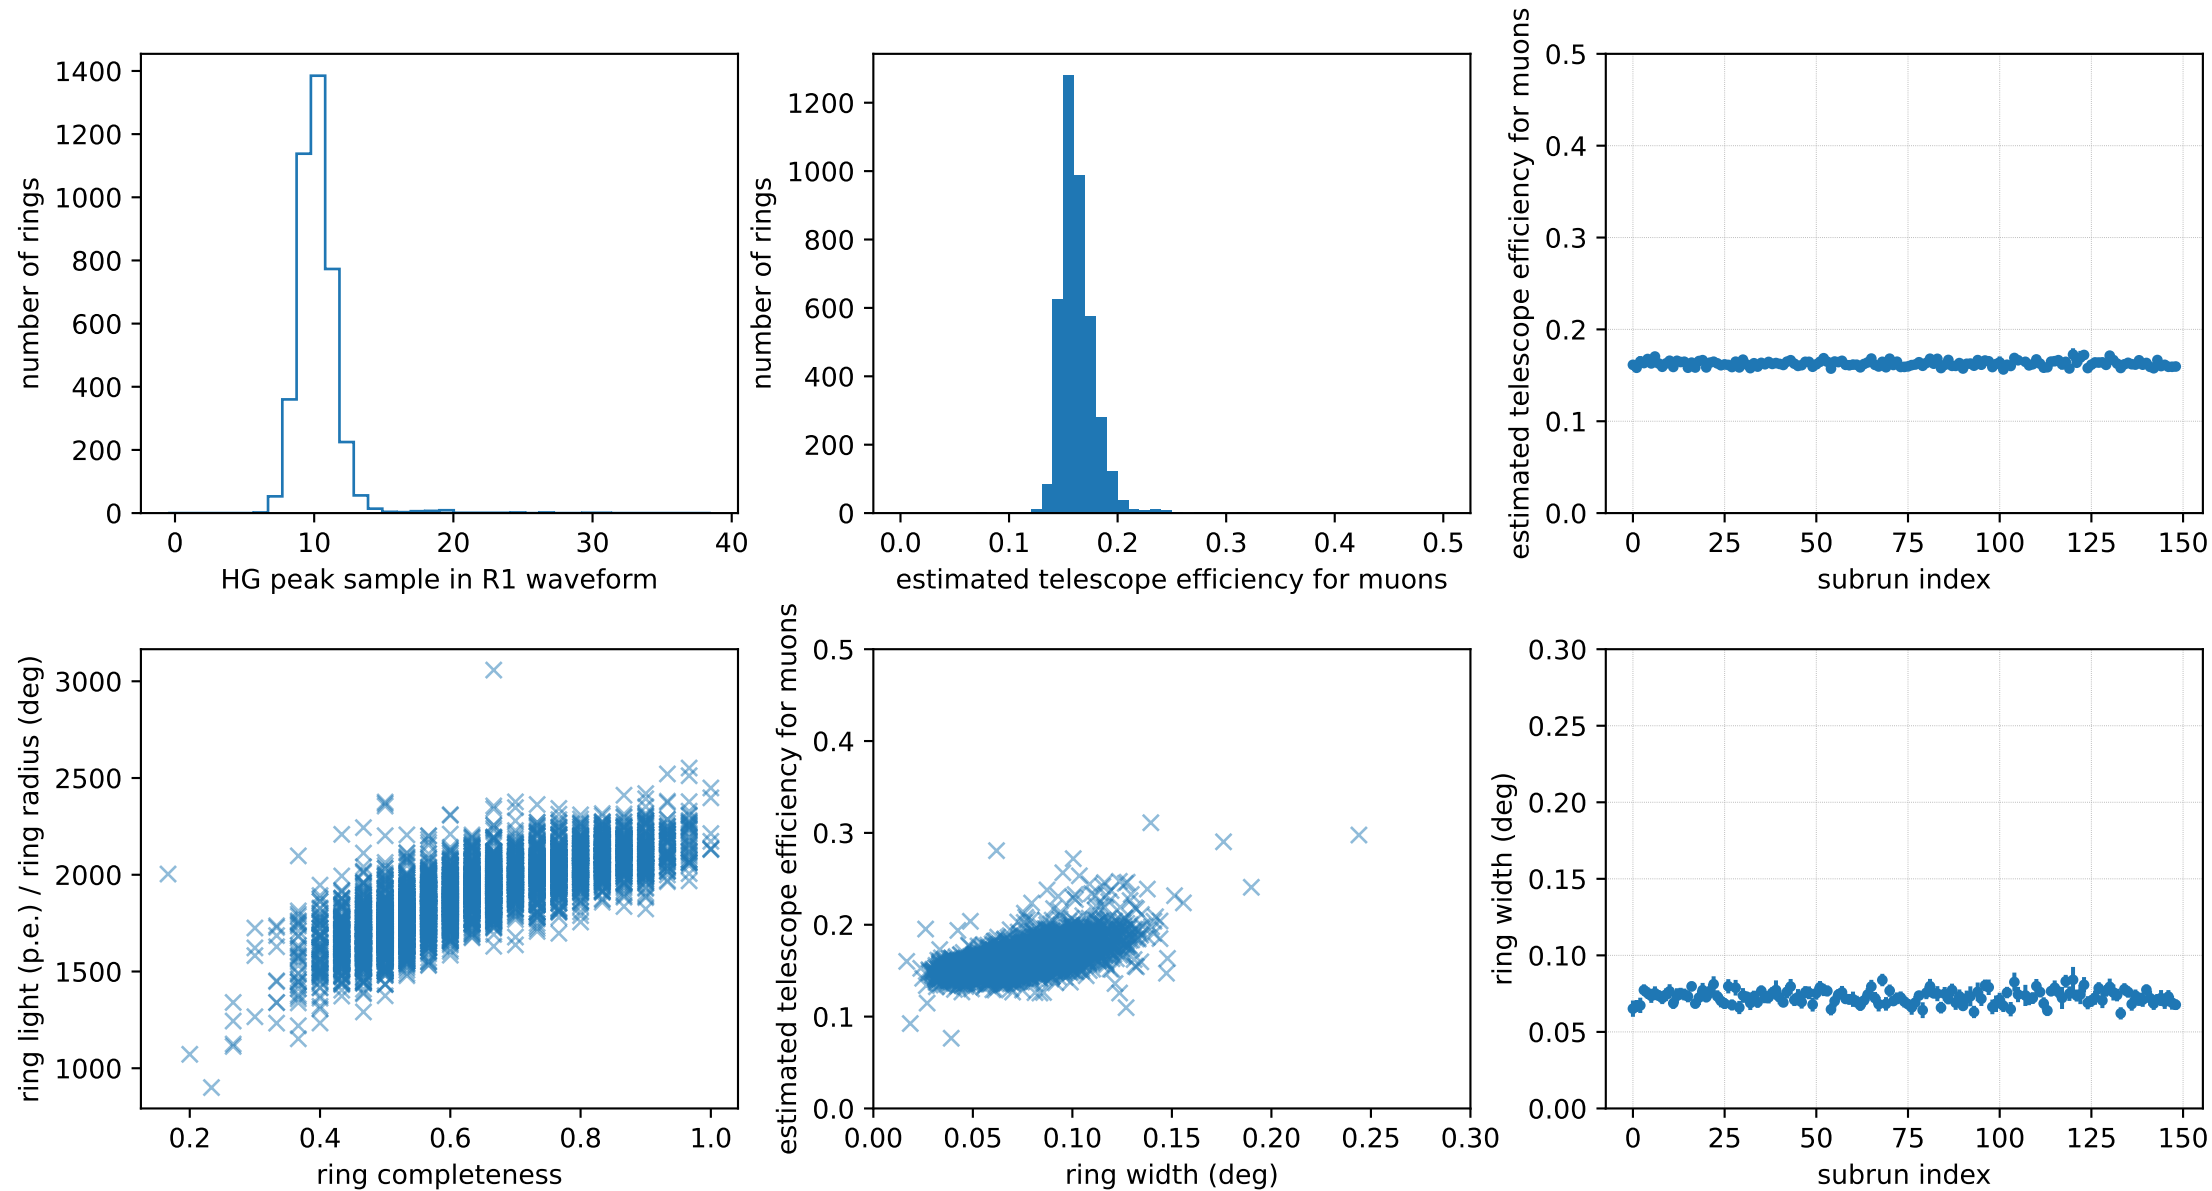 1400
1200
1000
800
600
400
200
0
number of rings
0 10 20 30 40
HG peak sample in R1 waveform
1200
1000
800
600
400
200
0
number of rings
0.0 0.1 0.2 0.3 0.4 0.5
estimated telescope efficiency for muons
0.5
0.4
0.3
0.2
0.1
0.0
estimated telescope efficiency for muons
0 25 50 75 100 125 150
subrun index
3000
2500
2000
1500
1000
ring light (p.e.) / ring radius (deg)
0.2 0.4 0.6 0.8 1.0
ring completeness
0.5
0.4
0.3
0.2
0.1
0.0
estimated telescope efficiency for muons
0.00 0.05 0.10 0.15 0.20 0.25 0.30
ring width (deg)
0.30
0.25
0.20
0.15
0.10
0.05
0.00
ring width (deg)
0 25 50 75 100 125 150
subrun index